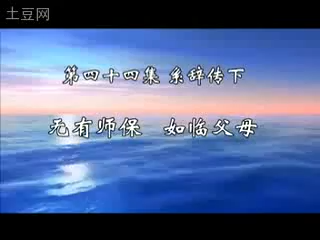 土豆网
第四十四集 系辞传下
无有师保 如临父母